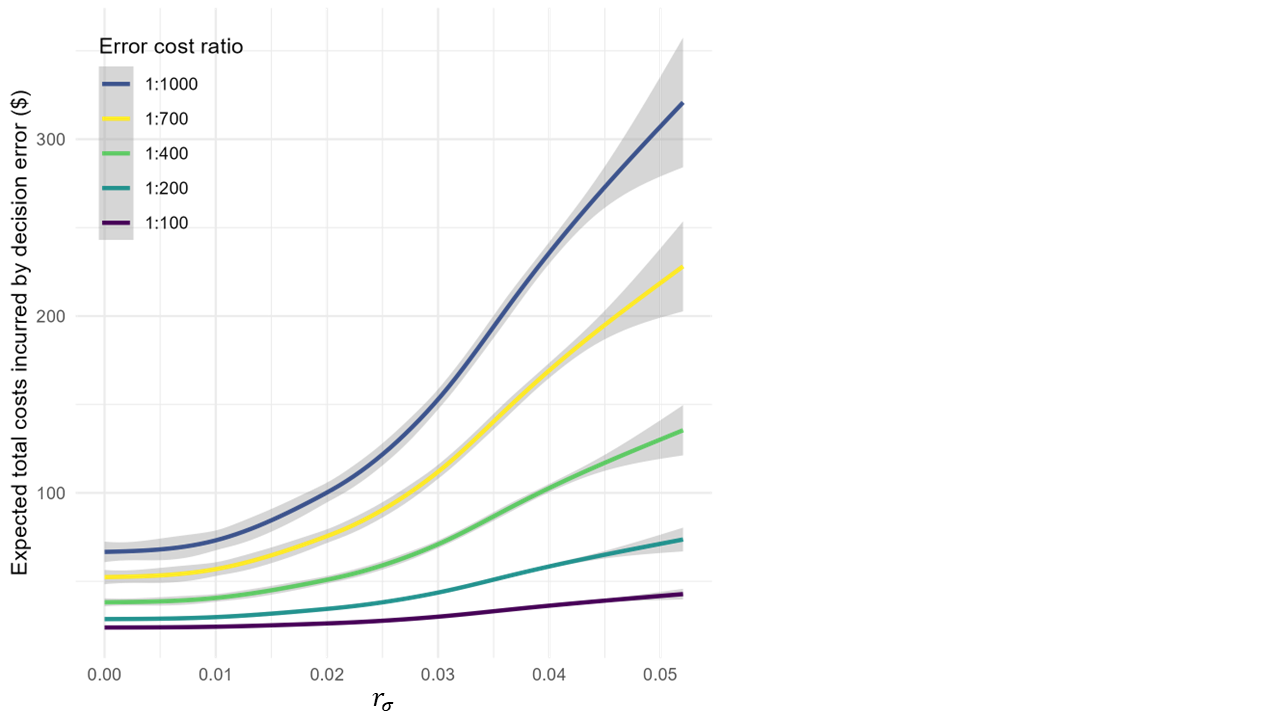 Error cost ratio
1:1000
1:700
1:400
1:200
1:100
Expected total costs incurred by decision error ($)
300
200
100
0.00 0.01 0.02 0.03 0.04 0.05
r_σ